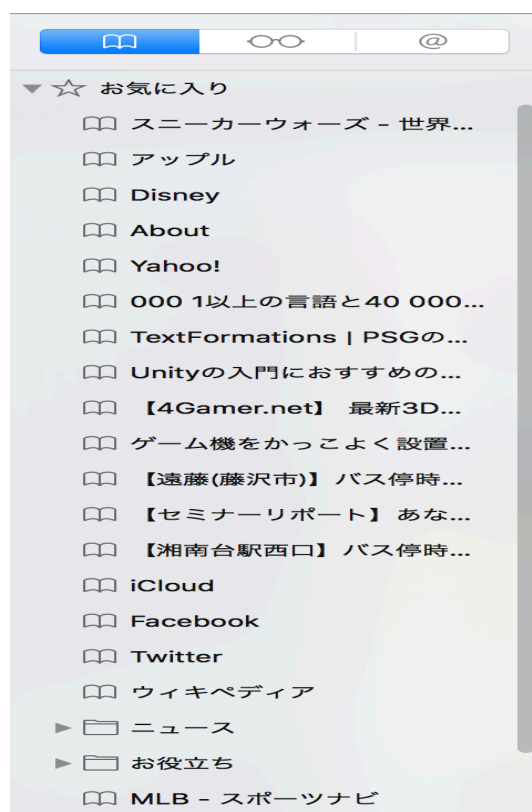 @
お気に入り
スニーカーウォーズ – 世界...
アップル
Disney
About
Yahoo!
000 1以上の言語と40 000...
TextFormations | PSGの...
Unityの入門におすすめの...
【4Gamer.net】 最新3D...
ゲーム機をかっこよく設置...
【遠藤(藤沢市)】バス停時...
【セミナーリポート】あな...
【湘南台駅西口】バス停時...
iCloud
Facebook
Twitter
ウィキペディア
ニュース
お役立ち
MLB – スポーツナビ